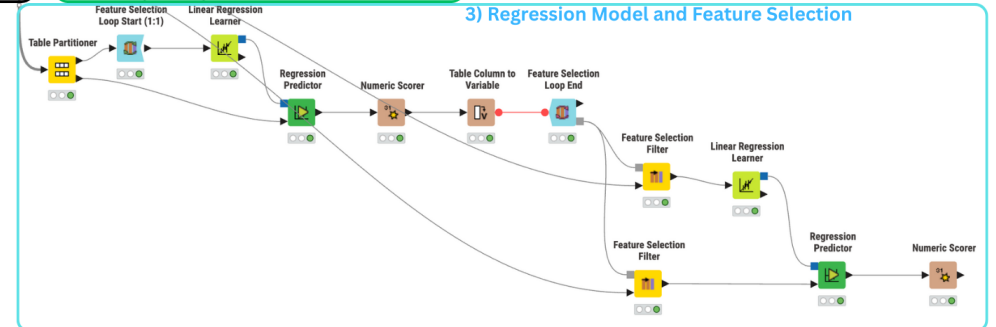 3) Regression Model and Feature Selection
Feature Selection
Loop Start (1:1)
Linear Regression
Learner
Table Partitioner
Regression
Predictor
Numeric Scorer
Table Column to
Variable
Feature Selection
Loop End
Feature Selection
Filter
Linear Regression
Learner
Feature Selection
Filter
Regression
Predictor
Numeric Scorer